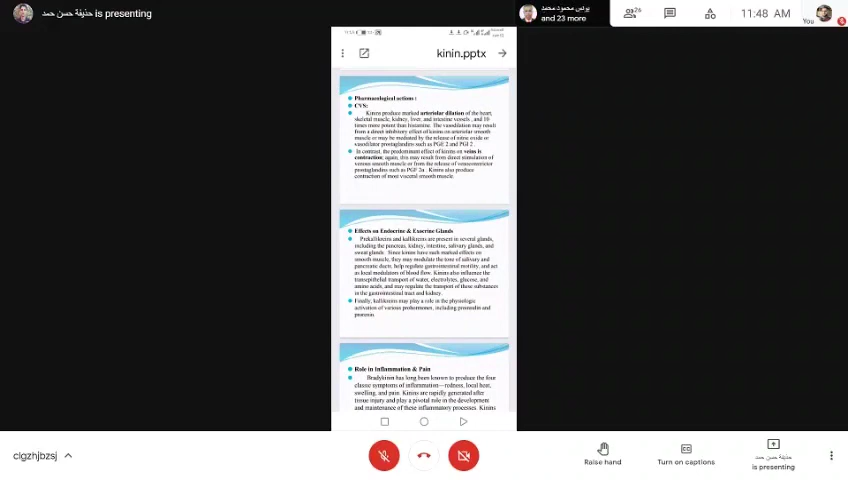 حذيفة حسن حمد is presenting
يونس محمود محمد
and 23 more
26
11:48 AM
You
kinin.pptx
Pharmacological actions :
CVS:
Kinins produce marked arteriolar dilation of the heart,
skeletal muscle, kidney, liver, and intestine vessels , and 10
times more potent than histamine. The vasodilation may result
from a direct inhibitory effect of kinins on arteriolar smooth
muscle or may be mediated by the release of nitric oxide or
vasodilator prostaglandins such as PGE 2 and PGI 2
In contrast, the predominant effect of kinins on veins is
contraction; again, this may result from direct stimulation of
venous smooth muscle or from the release of venoconstrictor
prostaglandins such as PGF 2α . Kinins also produce
contraction of most visceral smooth muscle.
Effects on Endocrine & Exocrine Glands
Prekallikreins and kallikreins are present in several glands,
including the pancreas, kidney, intestine, salivary glands, and
sweat glands. Since kinins have such marked effects on
smooth muscle, they may modulate the tone of salivary and
pancreatic ducts, help regulate gastrointestinal motility, and act
as local modulators of blood flow. Kinins also influence the
transepithelial transport of water, electrolytes, glucose, and
amino acids, and may regulate the transport of these substances
in the gastrointestinal tract and kidney.
Finally, kallikreins may play a role in the physiologic
activation of various prohormones, including proinsulin and
prorenin.
Role in Inflammation & Pain
Bradykinin has long been known to produce the four
classic symptoms of inflammation—redness, local heat,
swelling, and pain. Kinins are rapidly generated after
tissue injury and play a pivotal role in the development
and maintenance of these inflammatory processes. Kinins
clgzhjbzsj
Raise hand
Turn on captions
حذيفة حسن حمد
is presenting